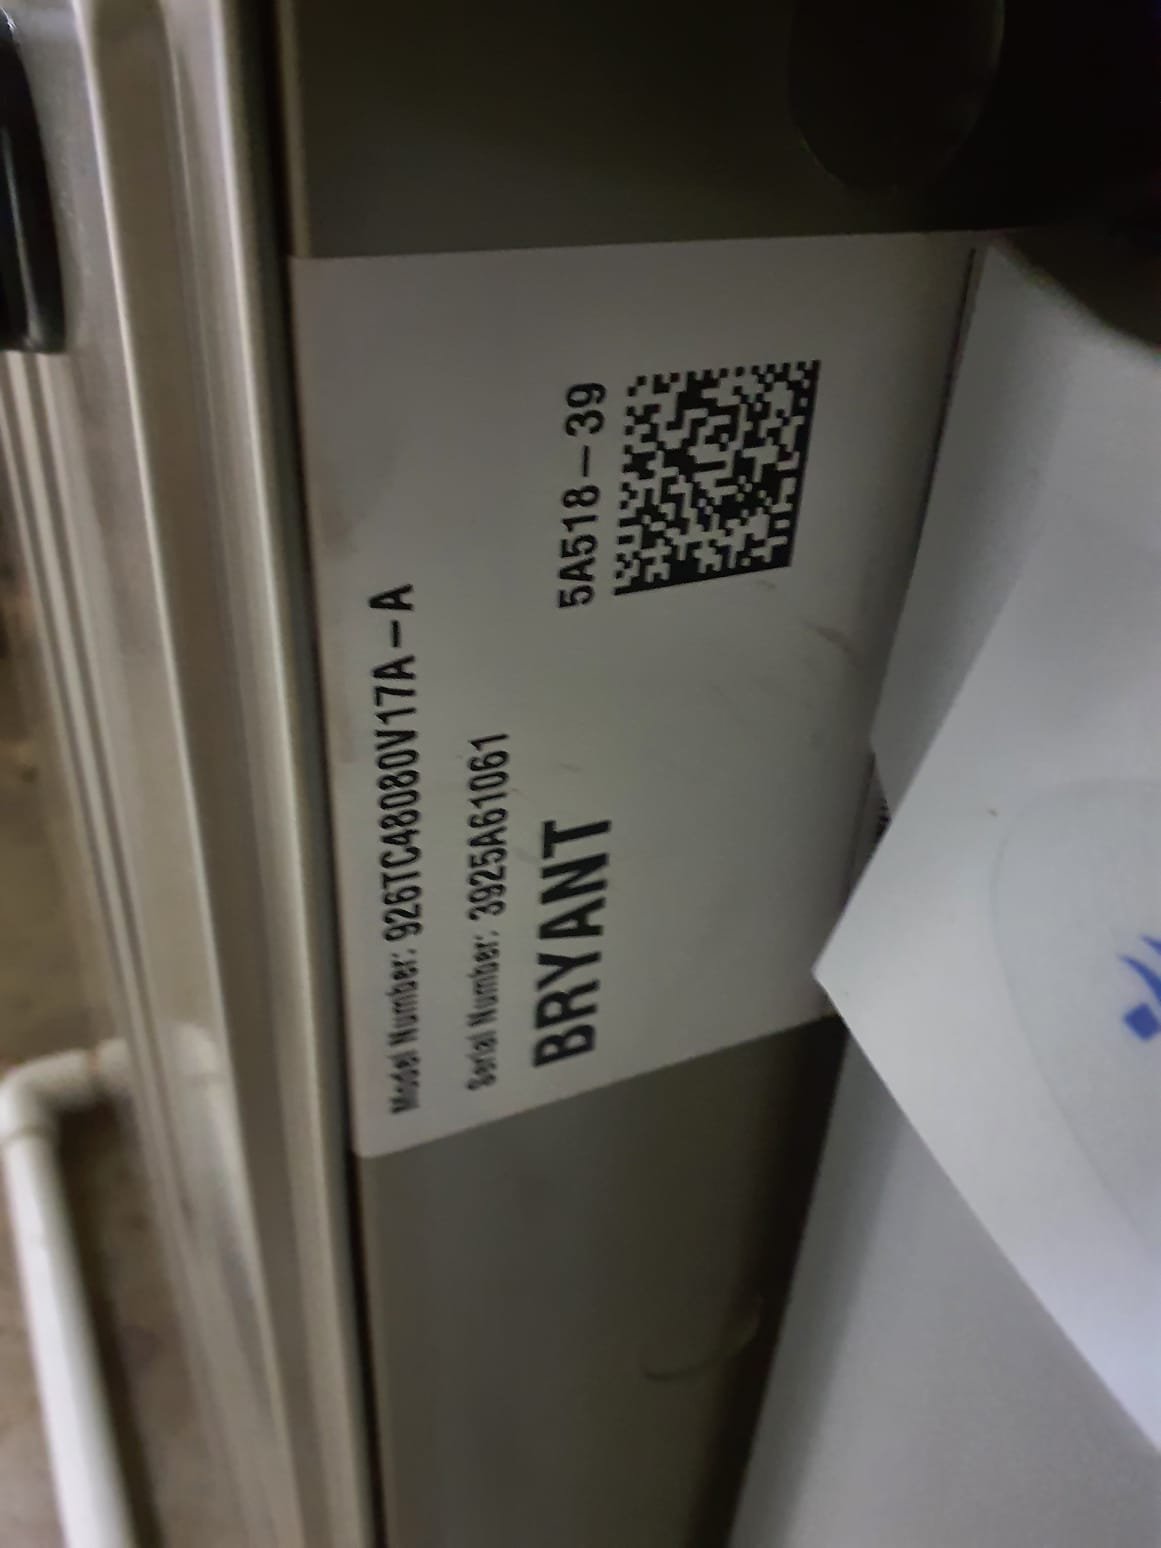 Model Number: 926TC48080V17A-A
Serial Number: 3925A61061
BRYANT
5A518-39